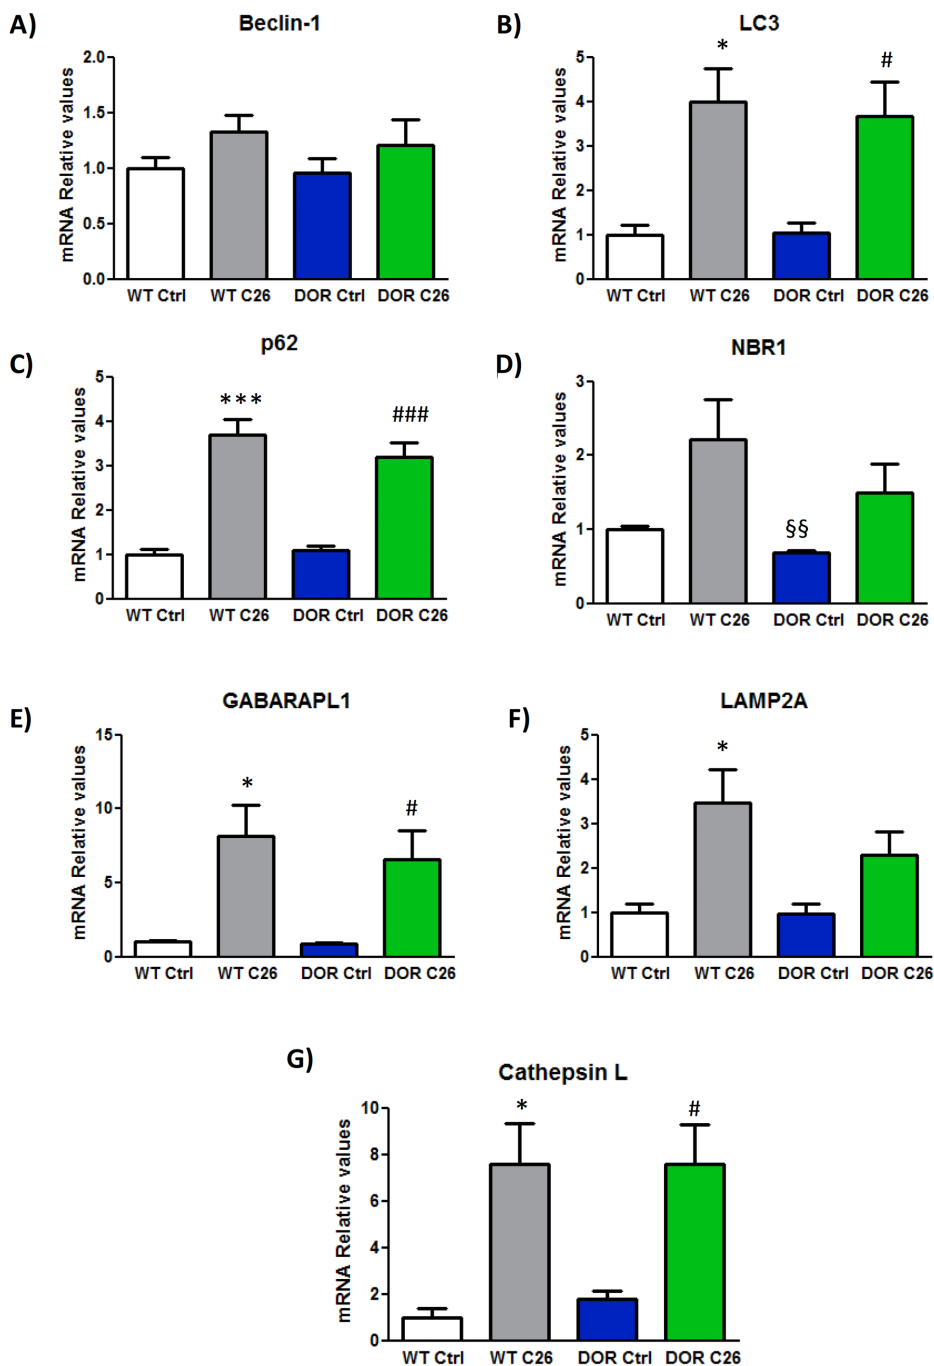 A)
Beclin-1
mRNA Relative values
2.0
1.5
1.0
0.5
0.0
WT Ctrl WT C26 DOR Ctrl DOR C26
B)
LC3
mRNA Relative values
5
4
3
2
1
0
*
#
WT Ctrl WT C26 DOR Ctrl DOR C26
C)
p62
mRNA Relative values
5
4
3
2
1
0
***
###
WT Ctrl WT C26 DOR Ctrl DOR C26
D)
NBR1
mRNA Relative values
3
2
1
0
§§
WT Ctrl WT C26 DOR Ctrl DOR C26
E)
GABARAPL1
mRNA Relative values
15
10
5
0
*
#
WT Ctrl WT C26 DOR Ctrl DOR C26
F)
LAMP2A
mRNA Relative values
5
4
3
2
1
0
*
WT Ctrl WT C26 DOR Ctrl DOR C26
G)
Cathepsin L
mRNA Relative values
10
8
6
4
2
0
*
#
WT Ctrl WT C26 DOR Ctrl DOR C26